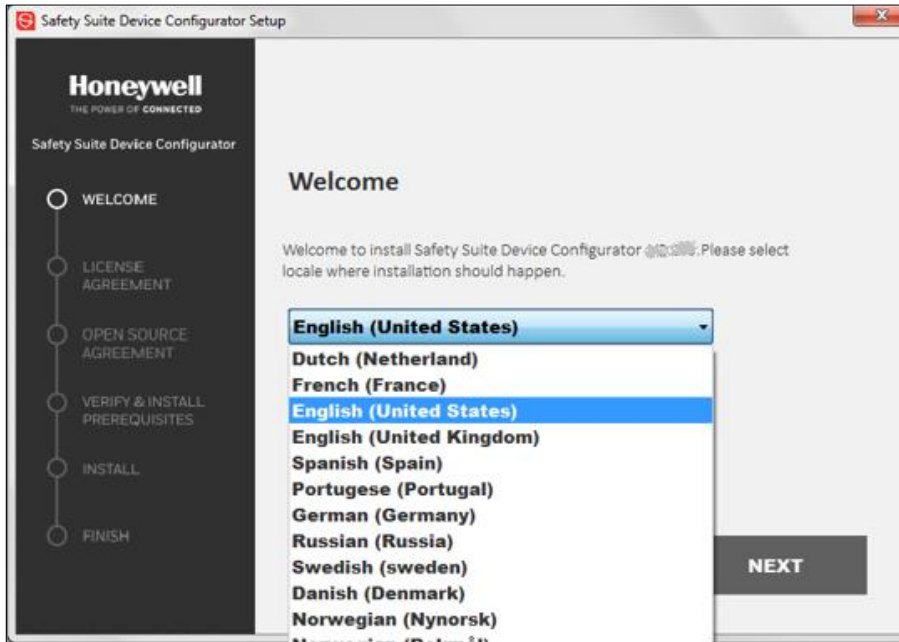 Safety Suite Device Configurator Setup
Honeywell
THE POWER OF CONNECTED
Safety Suite Device Configurator
WELCOME
LICENSE
AGREEMENT
OPEN SOURCE
AGREEMENT
VERIFY & INSTALL
PREREQUISITES
INSTALL
FINISH
Welcome
Welcome to install Safety Suite Device Configurator .Please select
locale where installation should happen.
English (United States)
Dutch (Netherland)
French (France)
English (United States)
English (United Kingdom)
Spanish (Spain)
Portugese (Portugal)
German (Germany)
Russian (Russia)
Swedish (sweden)
Danish (Denmark)
Norwegian (Nynorsk)
NEXT